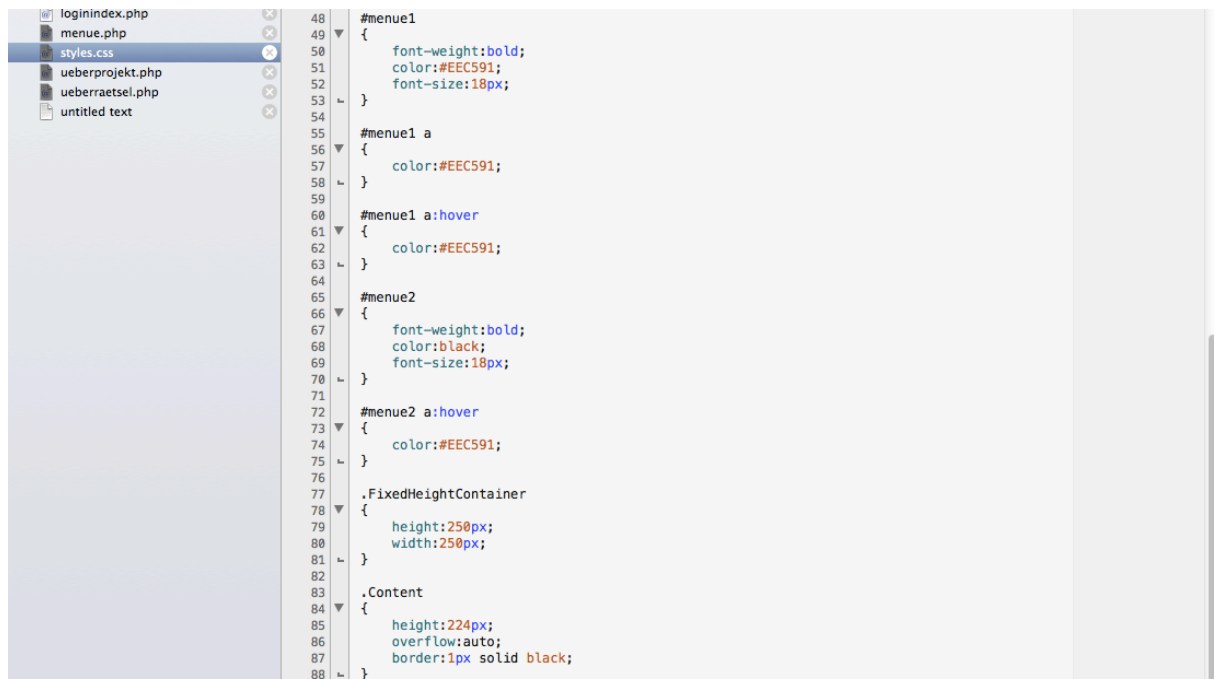 loginindex.php
menue.php
styles.css
ueberprojekt.php
ueberraetsel.php
untitled text
48 #menue1
49 {
50 font-weight:bold;
51 color:#EEC591;
52 font-size:18px;
53 }
54
55 #menue1 a
56 {
57 color:#EEC591;
58 }
59
60 #menue1 a:hover
61 {
62 color:#EEC591;
63 }
64
65 #menue2
66 {
67 font-weight:bold;
68 color:black;
69 font-size:18px;
70 }
71
72 #menue2 a:hover
73 {
74 color:#EEC591;
75 }
76
77 .FixedHeightContainer
78 {
79 height:250px;
80 width:250px;
81 }
82
83 .Content
84 {
85 height:224px;
86 overflow:auto;
87 border:1px solid black;
88 }